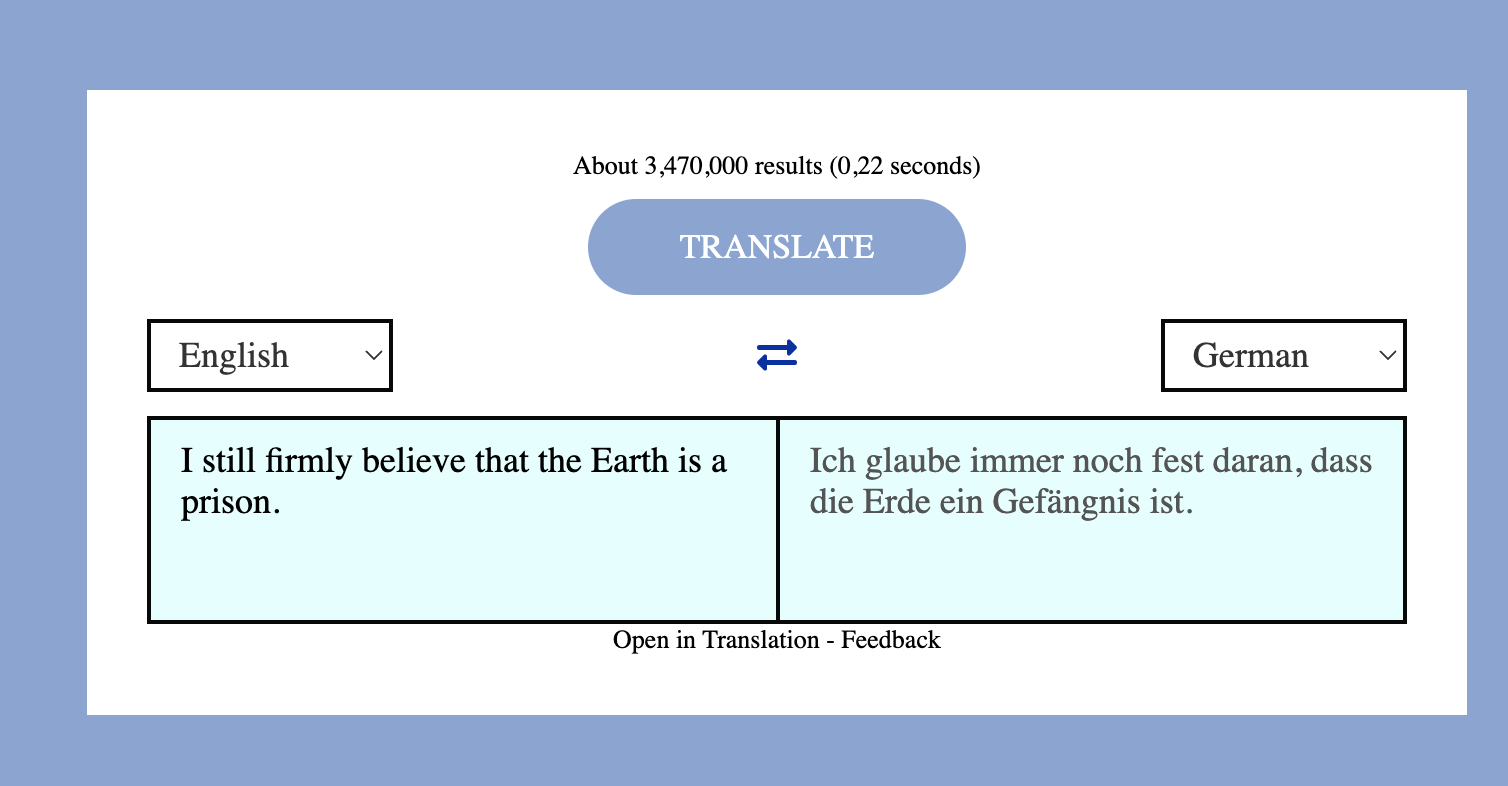 About 3,470,000 results (0,22 seconds)
TRANSLATE
English
German
I still firmly believe that the Earth is a
prison.
Ich glaube immer noch fest daran, dass
die Erde ein Gefängnis ist.
Open in Translation - Feedback